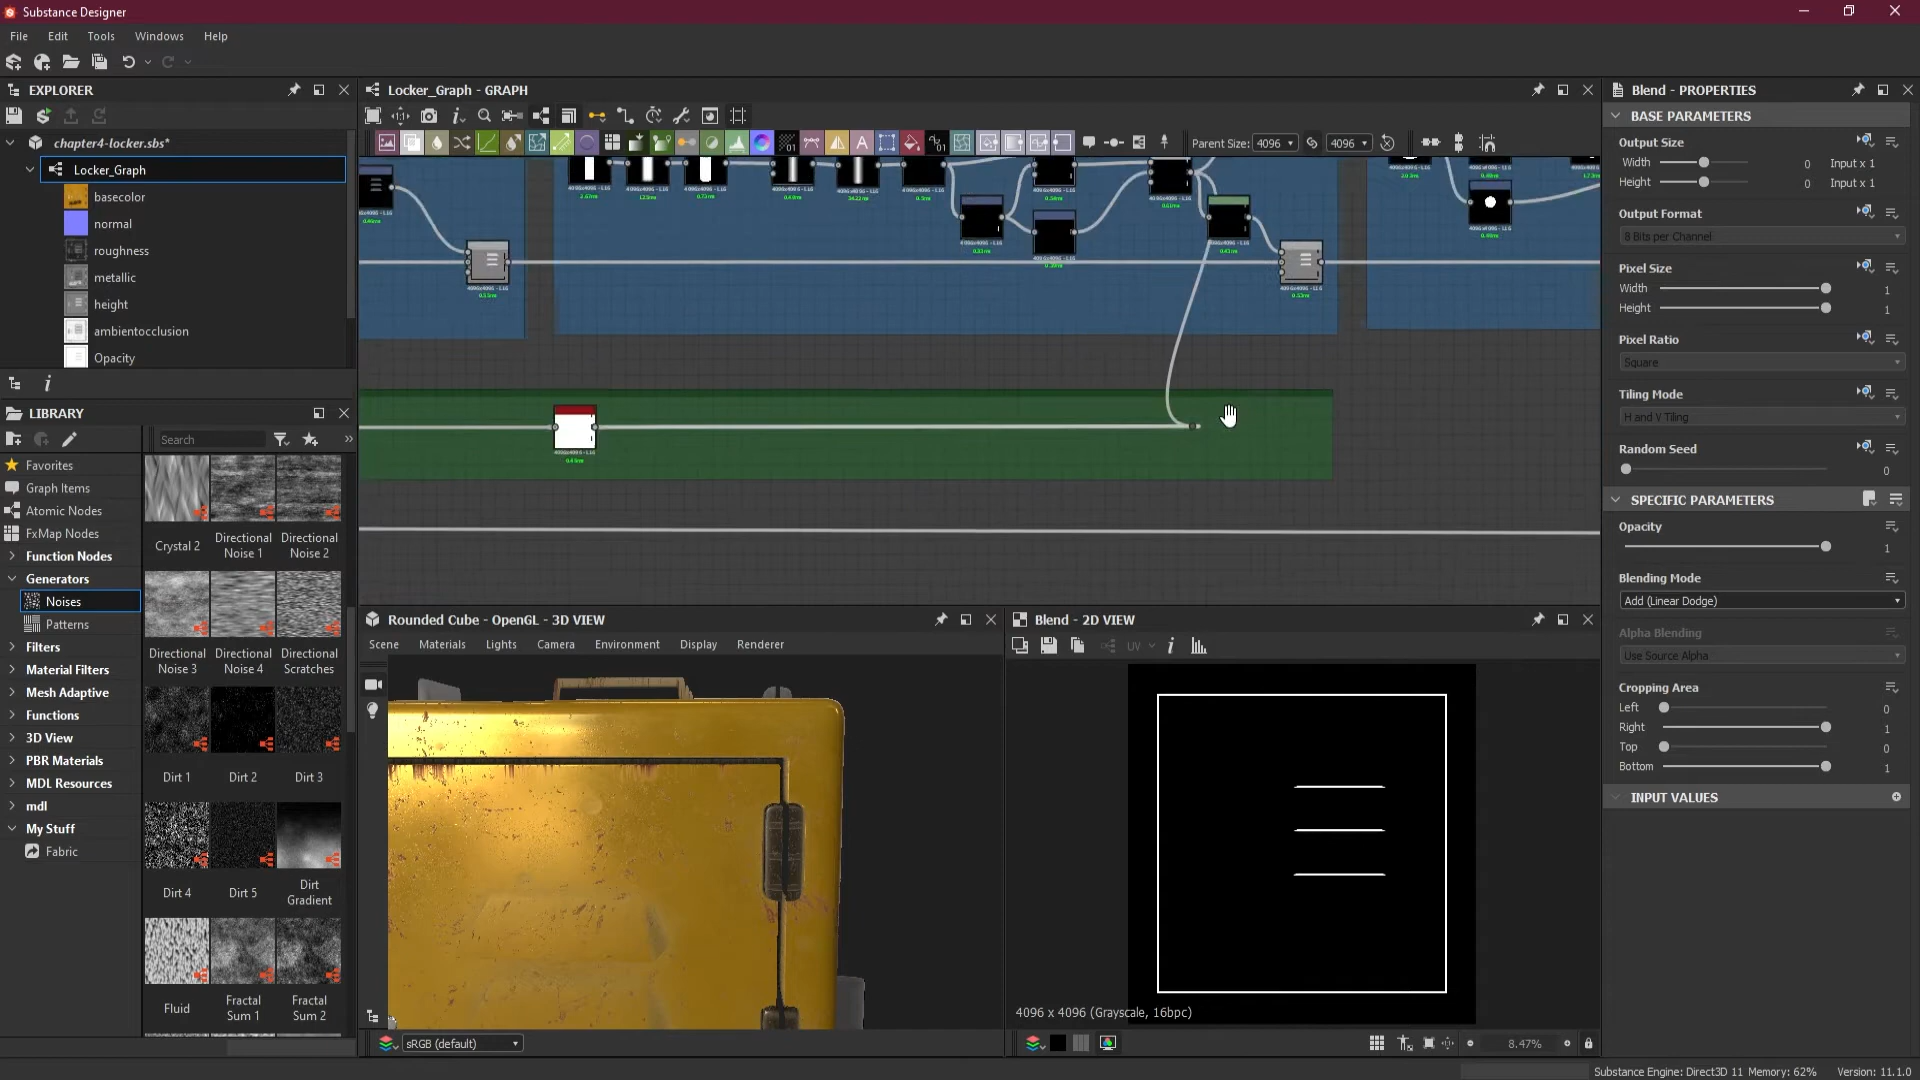 Substance Designer
File Edit Tools Windows Help
EXPLORER
chapter4-locker.sbs*
Locker_Graph
basecolor
normal
roughness
metallic
height
ambientocclusion
Opacity
LIBRARY
Search
Favorites
Graph Items
Atomic Nodes
FxMap Nodes
Function Nodes
Generators
Noises
Patterns
Filters
Material Filters
Mesh Adaptive
Functions
3D View
PBR Materials
MDL Resources
mdl
My Stuff
Fabric
Crystal 2
Directional Noise 1
Directional Noise 2
Directional Noise 3
Directional Noise 4
Directional Scratches
Dirt 1
Dirt 2
Dirt 3
Dirt 4
Dirt 5
Dirt Gradient
Fluid
Fractal Sum 1
Fractal Sum 2
Locker_Graph - GRAPH
Parent Size: 4096 4096
Rounded Cube - OpenGL - 3D VIEW
Scene Materials Lights Camera Environment Display Renderer
sRGB (default)
Blend - 2D VIEW
UV
4096 x 4096 (Grayscale, 16bpc)
8.47%
Blend - PROPERTIES
BASE PARAMETERS
Output Size
Width 0 Input x 1
Height 0 Input x 1
Output Format
8 Bits per Channel
Pixel Size
Width 1
Height 1
Pixel Ratio
Square
Tiling Mode
H and V Tiling
Random Seed
0
SPECIFIC PARAMETERS
Opacity
1
Blending Mode
Add (Linear Dodge)
Alpha Blending
Use Source Alpha
Cropping Area
Left 0
Right 1
Top 0
Bottom 1
INPUT VALUES
Substance Engine: Direct3D 11 Memory: 62% Version: 11.1.0